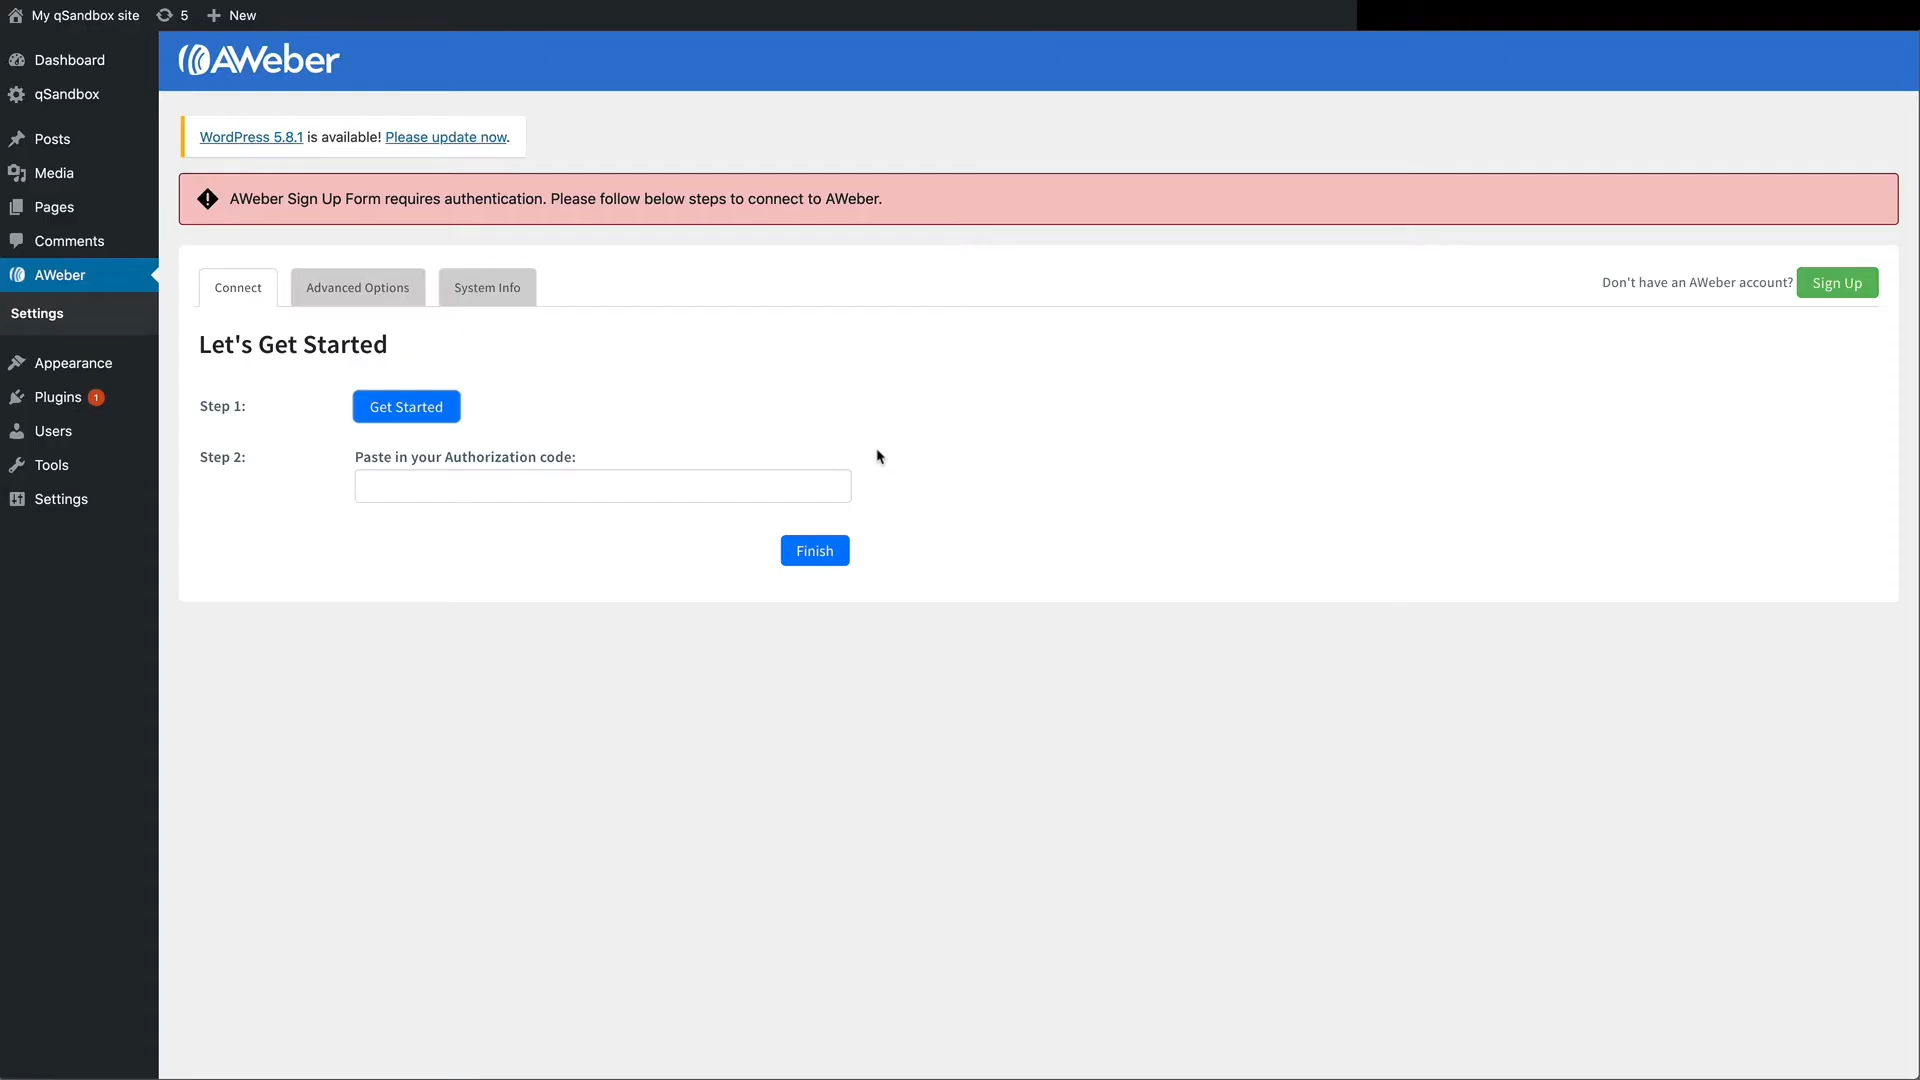 My qSandbox site 5 New
Dashboard
qSandbox
Posts
Media
Pages
Comments
AWeber
Settings
Appearance
Plugins 1
Users
Tools
Settings
AWeber
WordPress 5.8.1 is available! Please update now.
AWeber Sign Up Form requires authentication. Please follow below steps to connect to AWeber.
Connect Advanced Options System Info
Don't have an AWeber account? Sign Up
Let's Get Started
Step 1: Get Started
Step 2: Paste in your Authorization code:
Finish